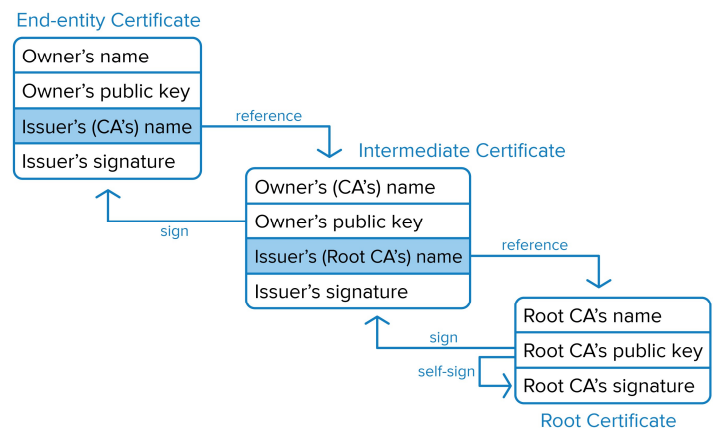 End-entity Certificate
Owner’s name
Owner’s public key
Issuer’s (CA’s) name
Issuer’s signature
reference
sign
Intermediate Certificate
Owner’s (CA’s) name
Owner’s public key
Issuer’s (Root CA’s) name
Issuer’s signature
reference
sign
self-sign
Root CA’s name
Root CA’s public key
Root CA’s signature
Root Certificate